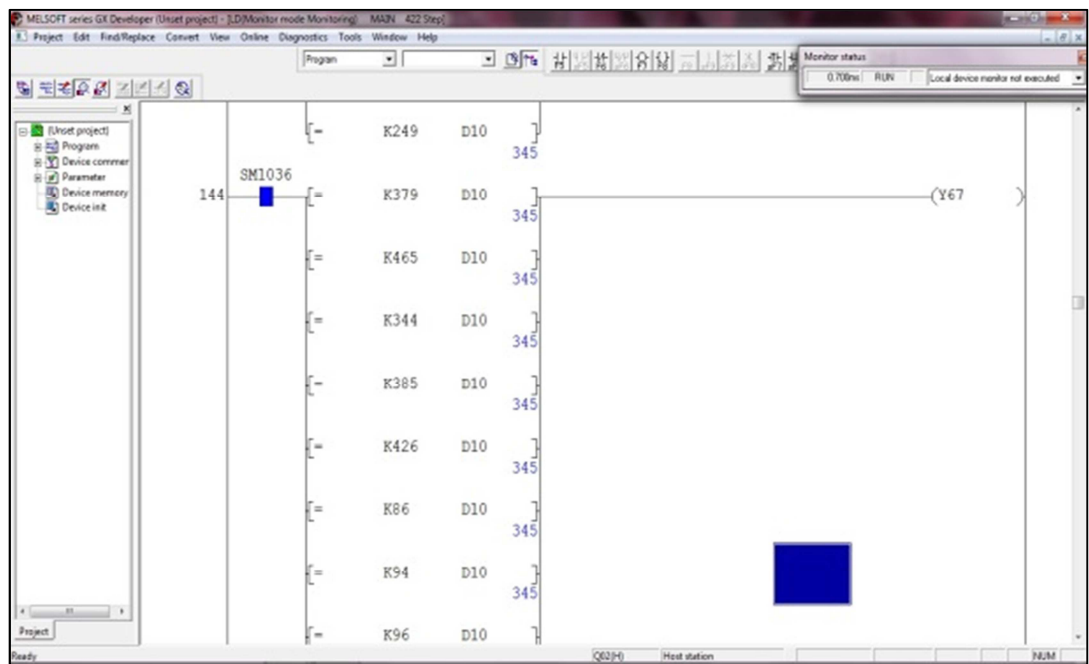 MELSOFT series GX Developer (Unset project) - [LD(Monitor mode Monitoring) MAIN 422 Step]
Project Edit Find/Replace Convert View Online Diagnostics Tools Window Help
Program
Monitor status
0.700ms RUN Local device monitor not executed
(Unset project)
Program
Device commer
Parameter
Device memory
Device init
Project
[= K249 D10 ]
345
SM1036
144 [= K379 D10 ] (Y67 )
345
[= K465 D10 ]
345
[= K344 D10 ]
345
[= K385 D10 ]
345
[= K426 D10 ]
345
[= K86 D10 ]
345
[= K94 D10 ]
345
[= K96 D10 ]
Ready Q02(H) Host station NUM